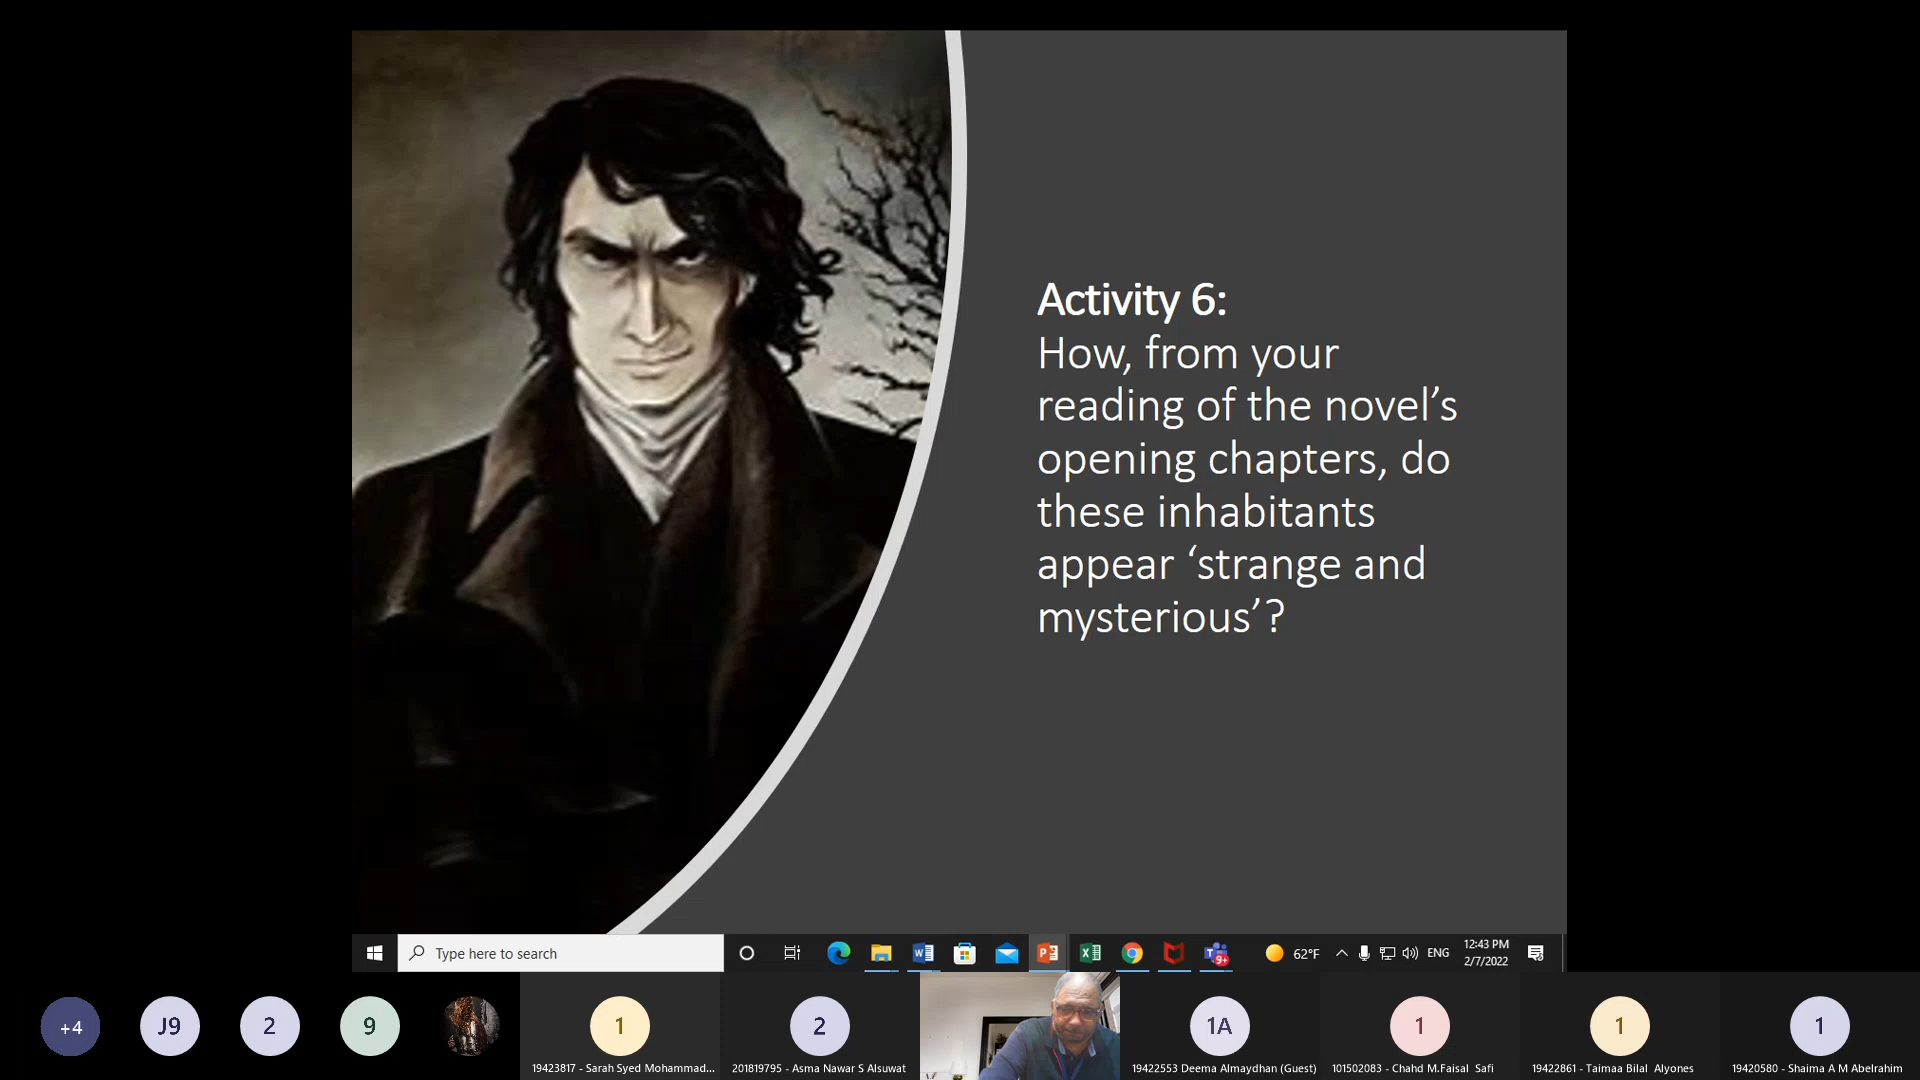 Activity 6:
How, from your
reading of the novel’s
opening chapters, do
these inhabitants
appear ‘strange and
mysterious’?
Type here to search
9+
62°F
ENG
12:43 PM
2/7/2022
+4
J9
2
9
1
19423817 - Sarah Syed Mohammad...
2
201819795 - Asma Nawar S Alsuwat
1A
19422553 Deema Almaydhan (Guest)
1
101502083 - Chahd M.Faisal Safi
1
19422861 - Taimaa Bilal Alyones
1
19420580 - Shaima A M Abelrahim